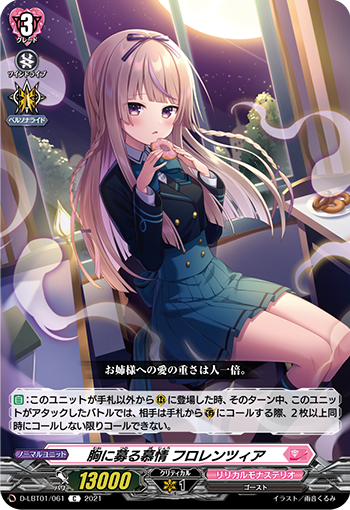 3
グレード
ツインドライブ
ペルソナライド
お姉様への愛の重さは人一倍。
自:このユニットが手札以外からRに登場した時、そのターン中、このユニッ
トがアタックしたバトルでは、相手は手札からGにコールする際、2枚以上同
時にコールしない限りコールできない。
ノーマルユニット
胸に募る慕情 フロレンツィア
リリカルモナステリオ
パワー 13000
クリティカル
1
ゴースト
D-LBT01/061 C 2021
イラスト/雨音くるみ